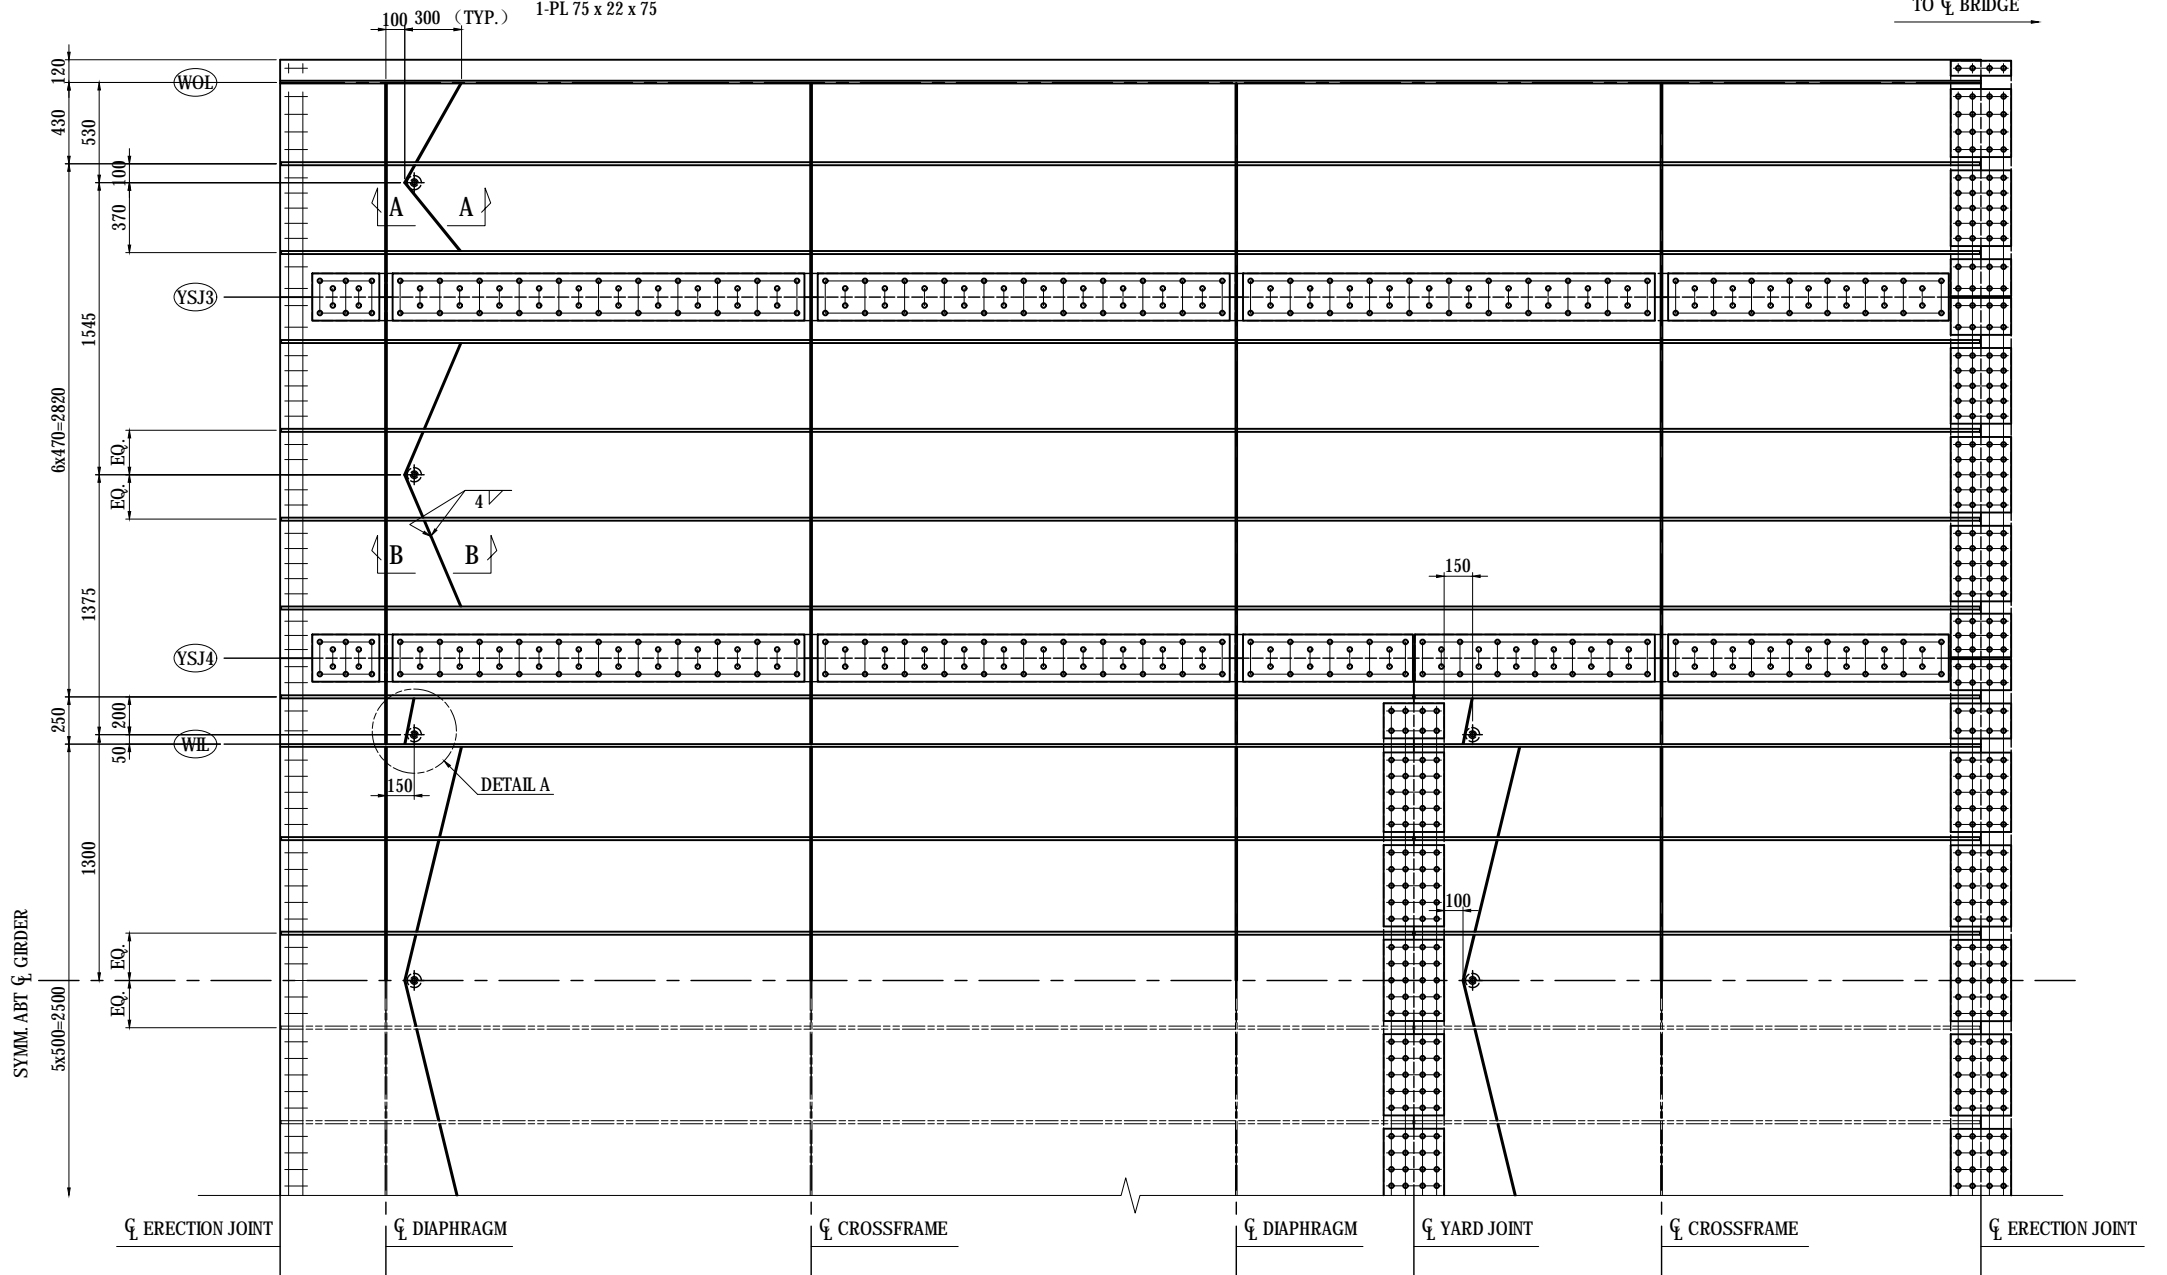 TO ℄ BRIDGE
1-PL 75 x 22 x 75
100 300 (TYP.)
120
WOL
430
530
100
A A
370
YSJ3
1545
6x470=2820
EQ.
EQ.
4
B B
150
1375
YSJ4
250
200
WIL
50
150
DETAIL A
1300
100
SYMM. ABT ℄ GIRDER
EQ.
EQ.
5x500=2500
℄ ERECTION JOINT
℄ DIAPHRAGM
℄ CROSSFRAME
℄ DIAPHRAGM
℄ YARD JOINT
℄ CROSSFRAME
℄ ERECTION JOINT